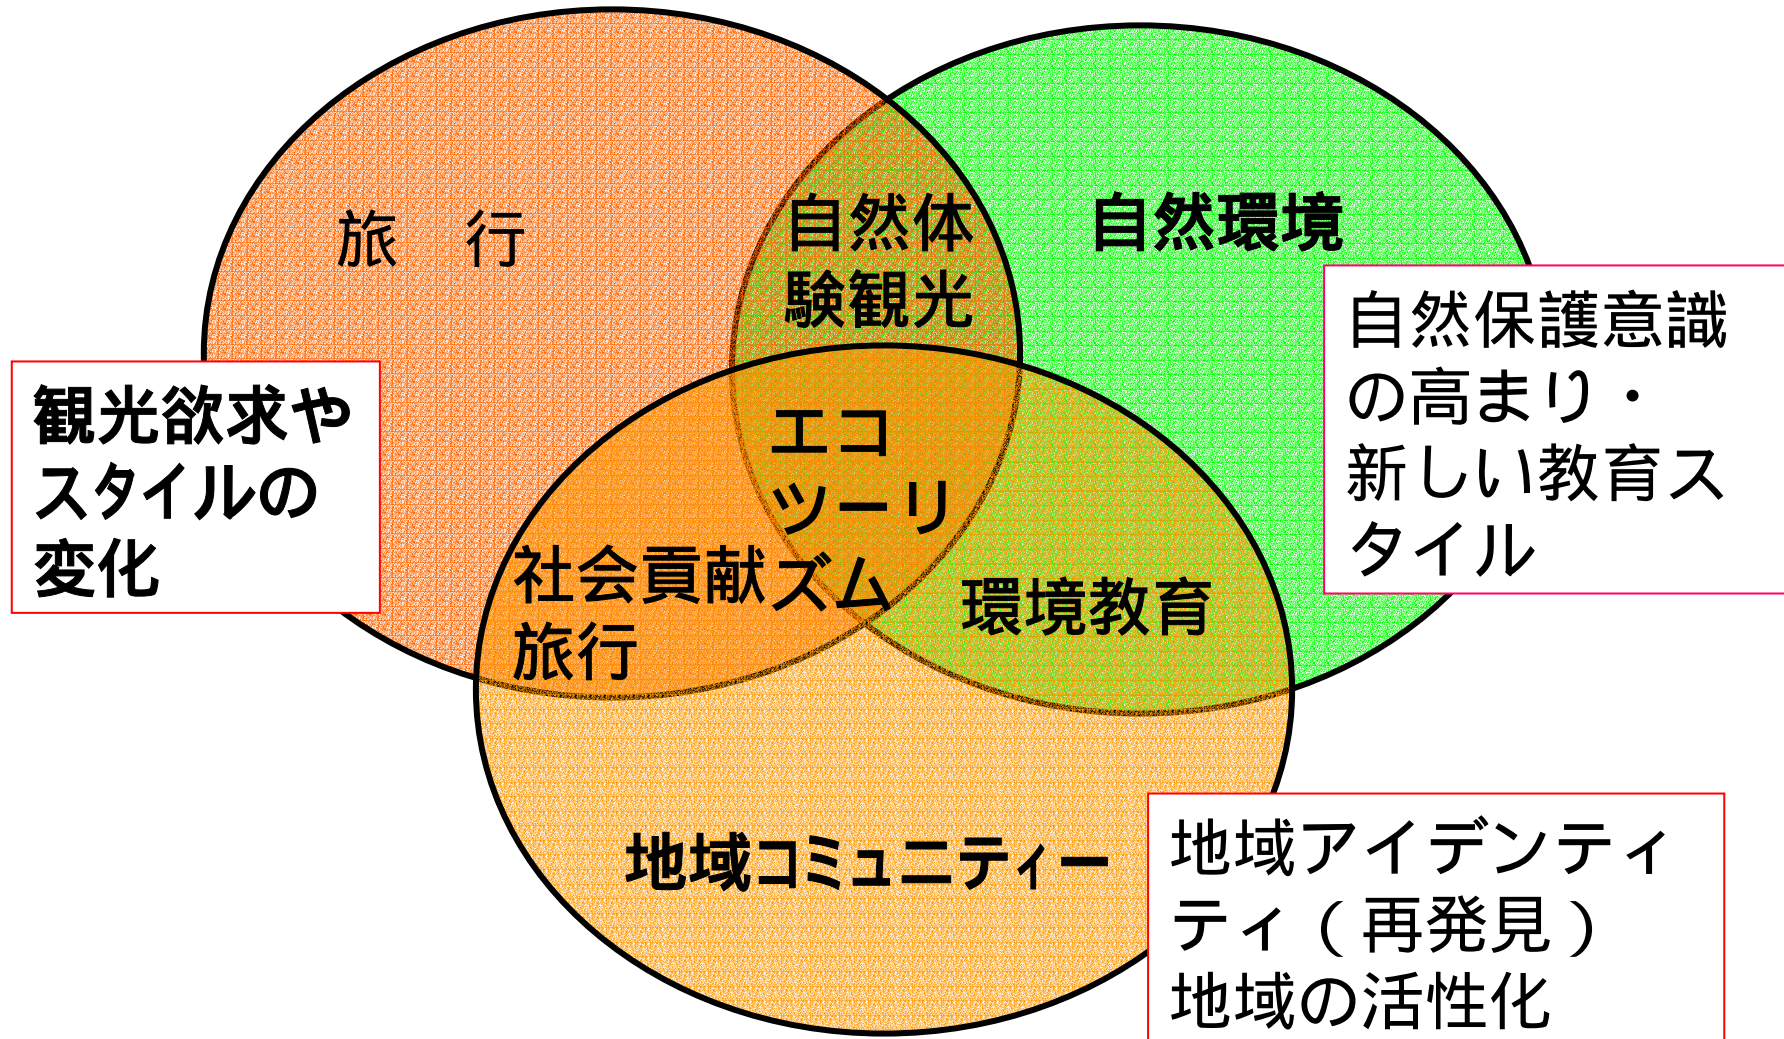 旅　行
自然体
験観光
自然環境
観光欲求や
スタイルの
変化
自然保護意識
の高まり・
新しい教育ス
タイル
エコ
ツーリ
ズム
社会貢献
旅行
環境教育
地域コミュニティー
地域アイデンティ
ティ（再発見）
地域の活性化